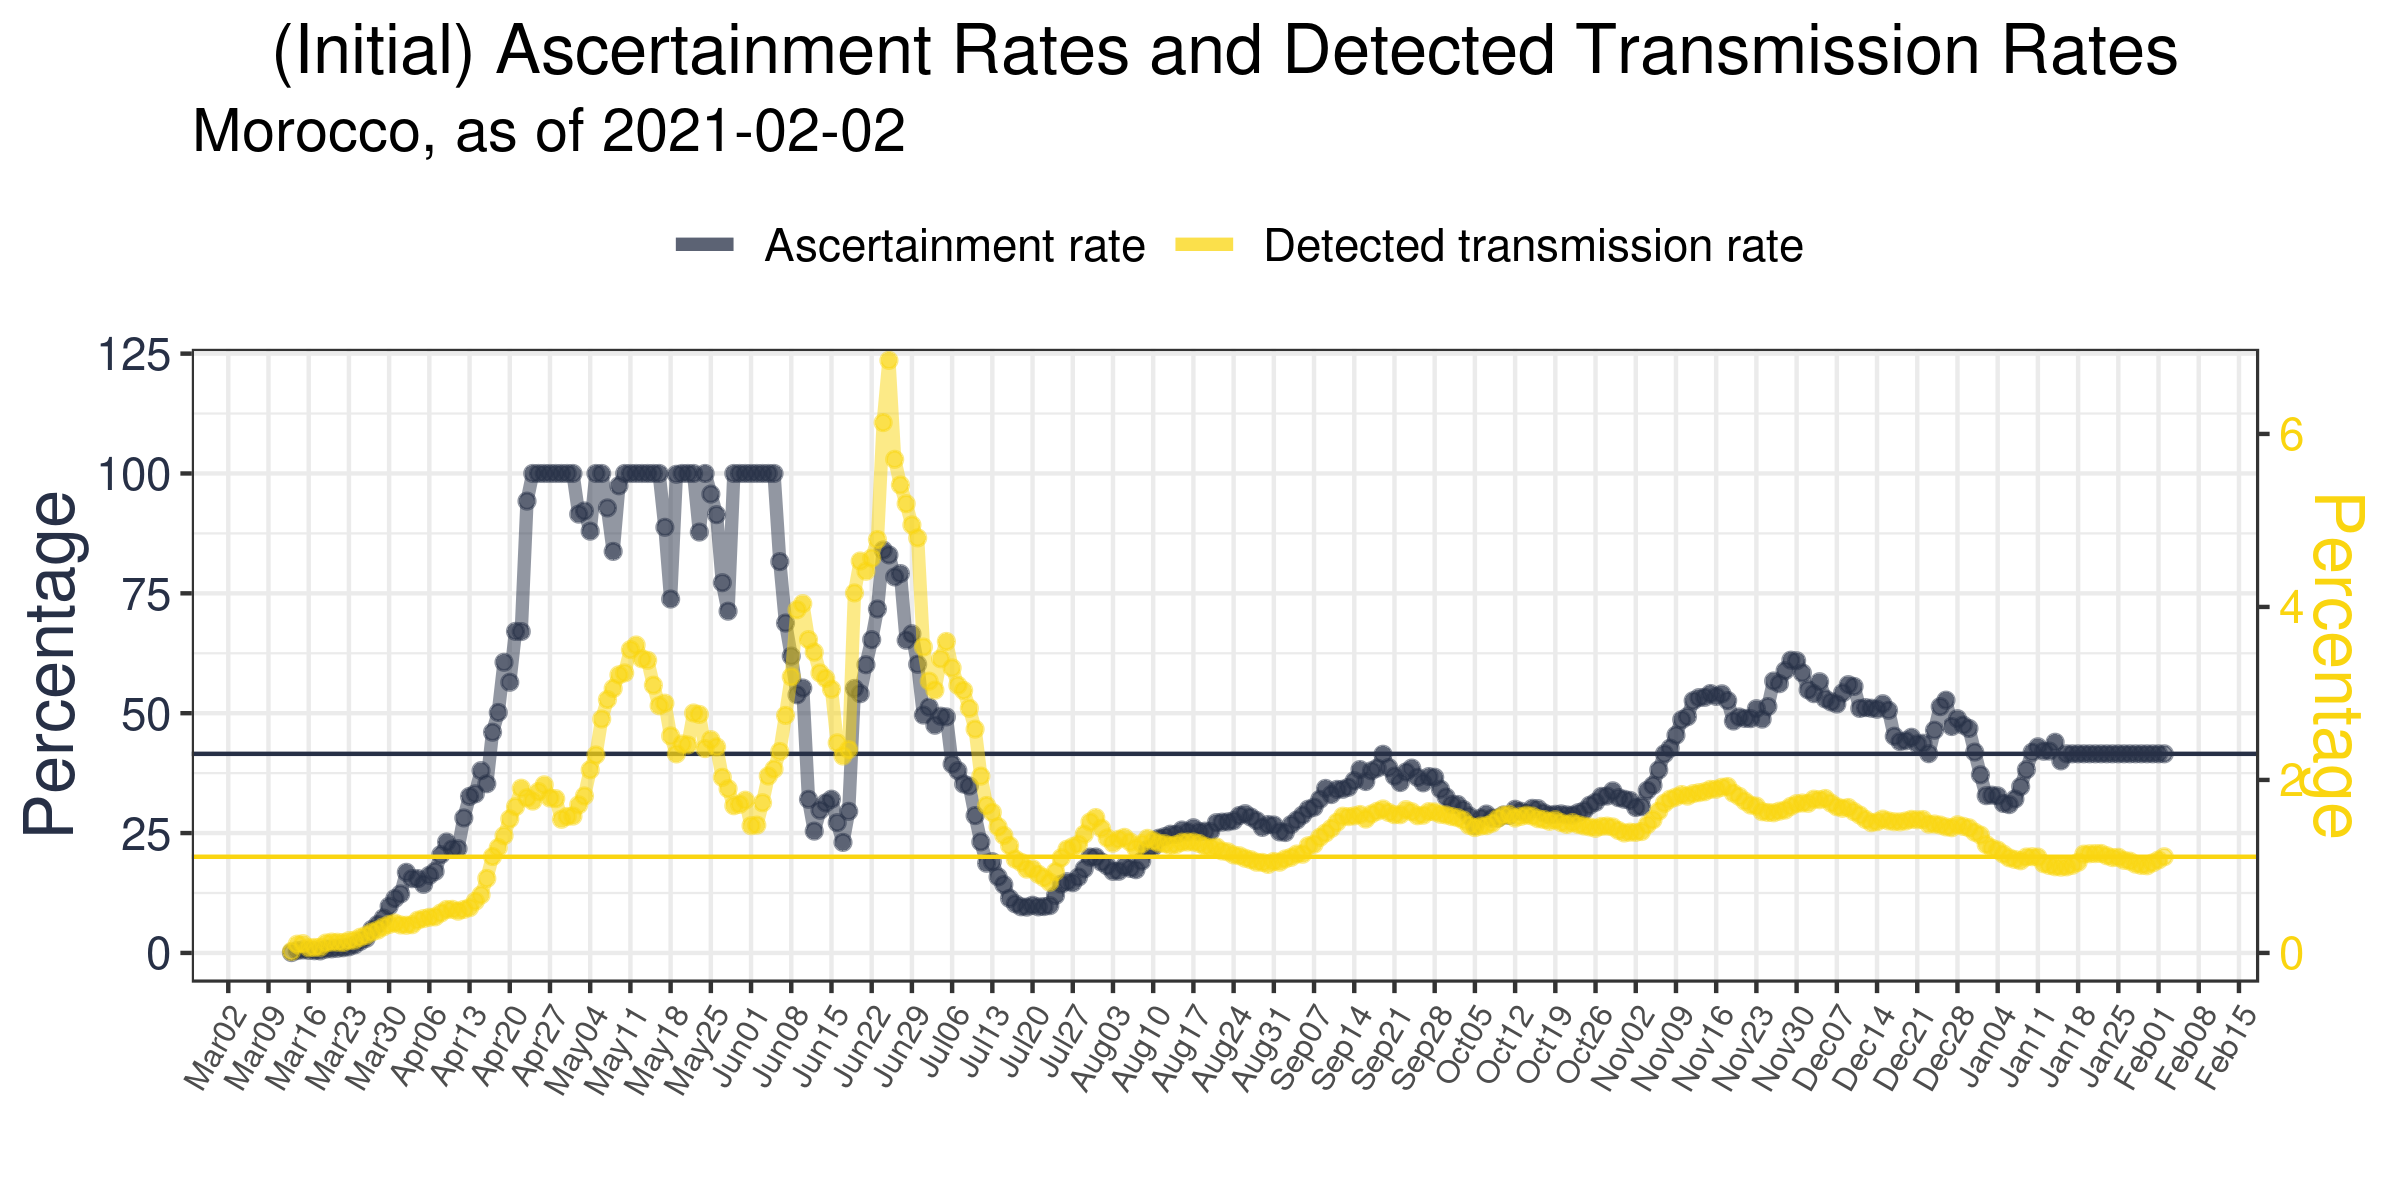 (Initial) Ascertainment Rates and Detected Transmission Rates
Morocco, as of 2021-02-02
Ascertainment rate
Detected transmission rate
125
100
75
50
25
0
Percentage
6
4
2
0
Percentage
Mar02
Mar09
Mar16
Mar23
Mar30
Apr06
Apr13
Apr20
Apr27
May04
May11
May18
May25
Jun01
Jun08
Jun15
Jun22
Jun29
Jul06
Jul13
Jul20
Jul27
Aug03
Aug10
Aug17
Aug24
Aug31
Sep07
Sep14
Sep21
Sep28
Oct05
Oct12
Oct19
Oct26
Nov02
Nov09
Nov16
Nov23
Nov30
Dec07
Dec14
Dec21
Dec28
Jan04
Jan11
Jan18
Jan25
Feb01
Feb08
Feb15